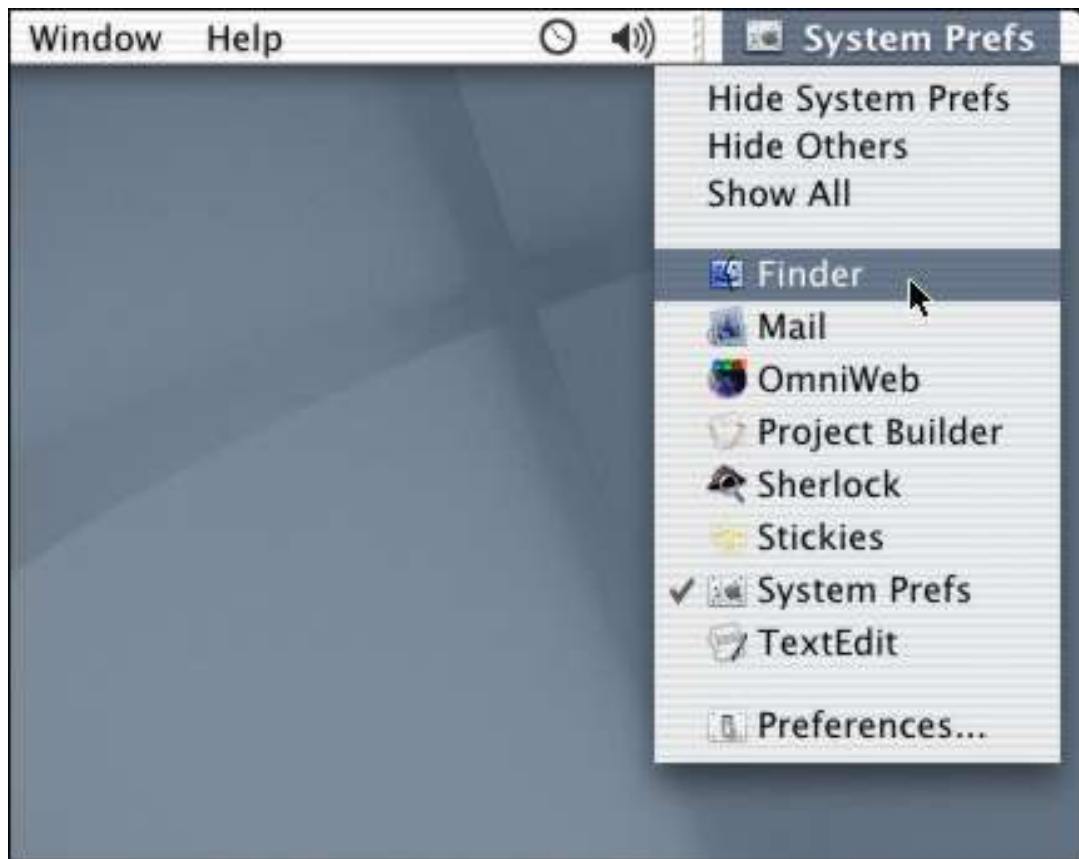 Window Help System Prefs
Hide System Prefs
Hide Others
Show All
Finder
Mail
OmniWeb
Project Builder
Sherlock
Stickies
System Prefs
TextEdit
Preferences...